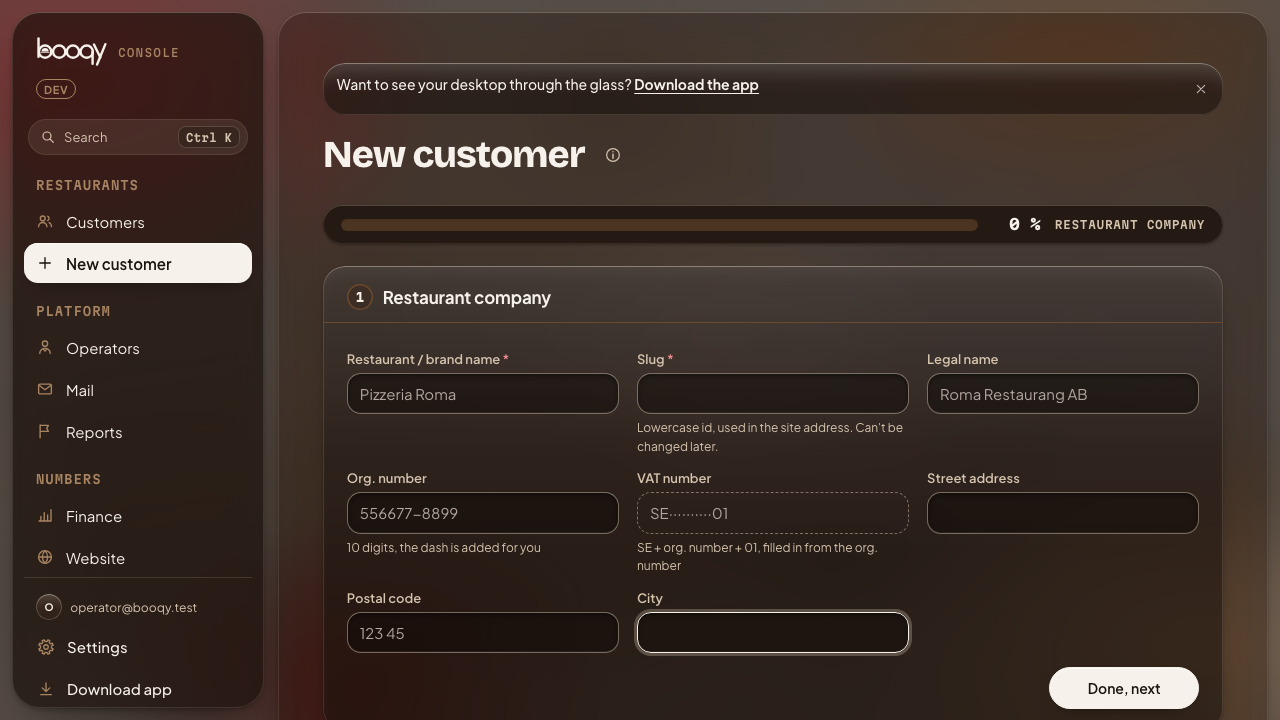 booqy CONSOLE
DEV
Search Ctrl K
RESTAURANTS
Customers
New customer
PLATFORM
Operators
Mail
Reports
NUMBERS
Finance
Website
O operator@booqy.test
Settings
Download app
Want to see your desktop through the glass? Download the app
New customer
0 % RESTAURANT COMPANY
1 Restaurant company
Restaurant / brand name * Slug * Legal name
Pizzeria Roma Roma Restaurang AB
Lowercase id, used in the site address. Can't be
changed later.
Org. number VAT number Street address
556677-8899 SE··········01
10 digits, the dash is added for you SE + org. number + 01, filled in from the org.
number
Postal code City
123 45
Done, next